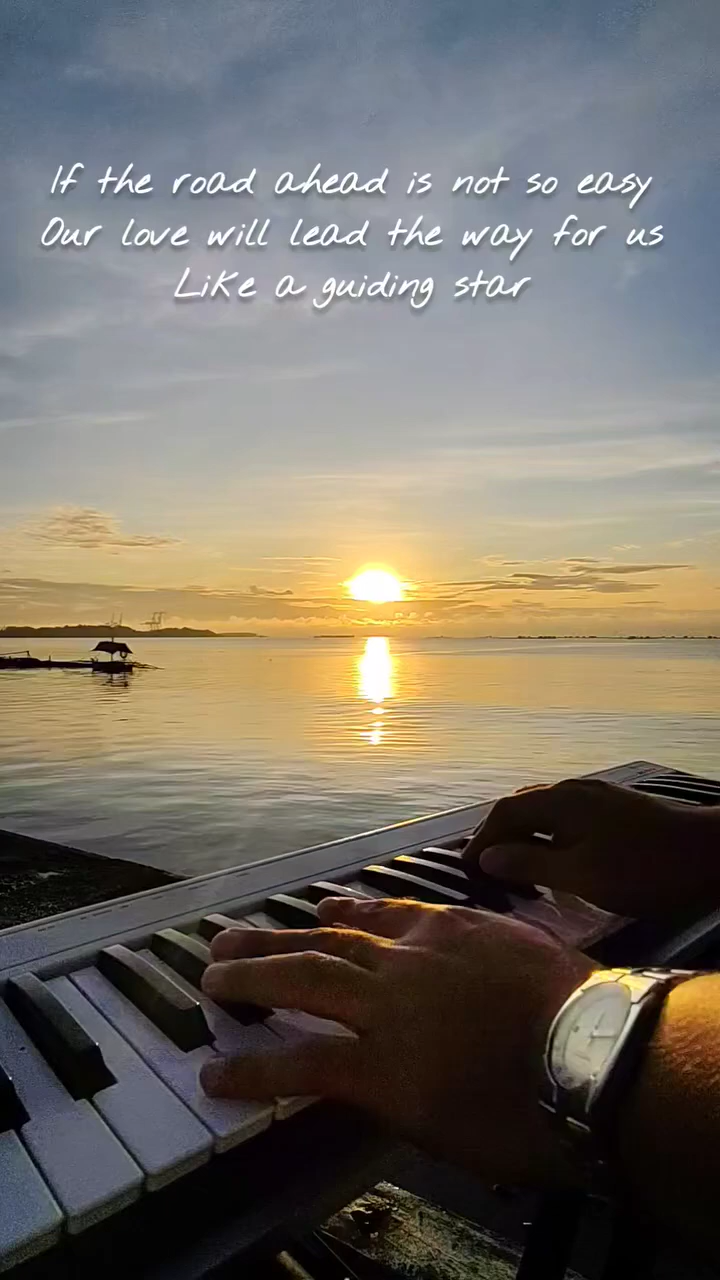 If the road ahead is not so easy
Our love will lead the way for us
Like a guiding star